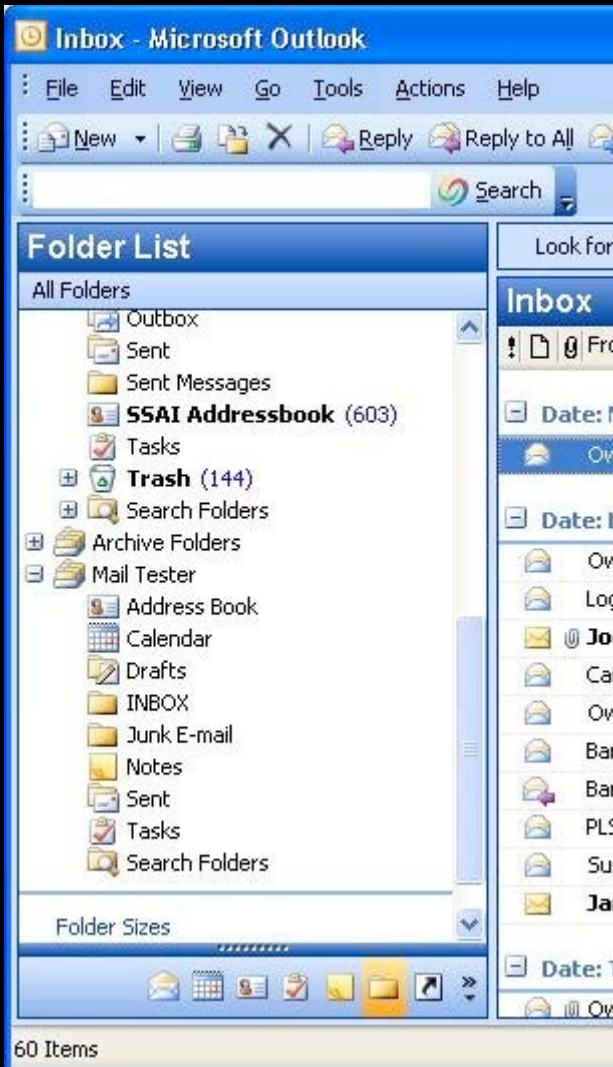 Inbox - Microsoft Outlook
File Edit View Go Tools Actions Help
New Reply Reply to All
Search
Folder List
Look for
All Folders
Inbox
Outbox
Sent
Sent Messages
Date:
SSAI Addressbook (603)
Tasks
Trash (144)
Search Folders
Date:
Archive Folders
Mail Tester
Address Book
Calendar
Drafts
INBOX
Junk E-mail
Notes
Sent
Tasks
PLS
Search Folders
Folder Sizes
Date:
60 Items